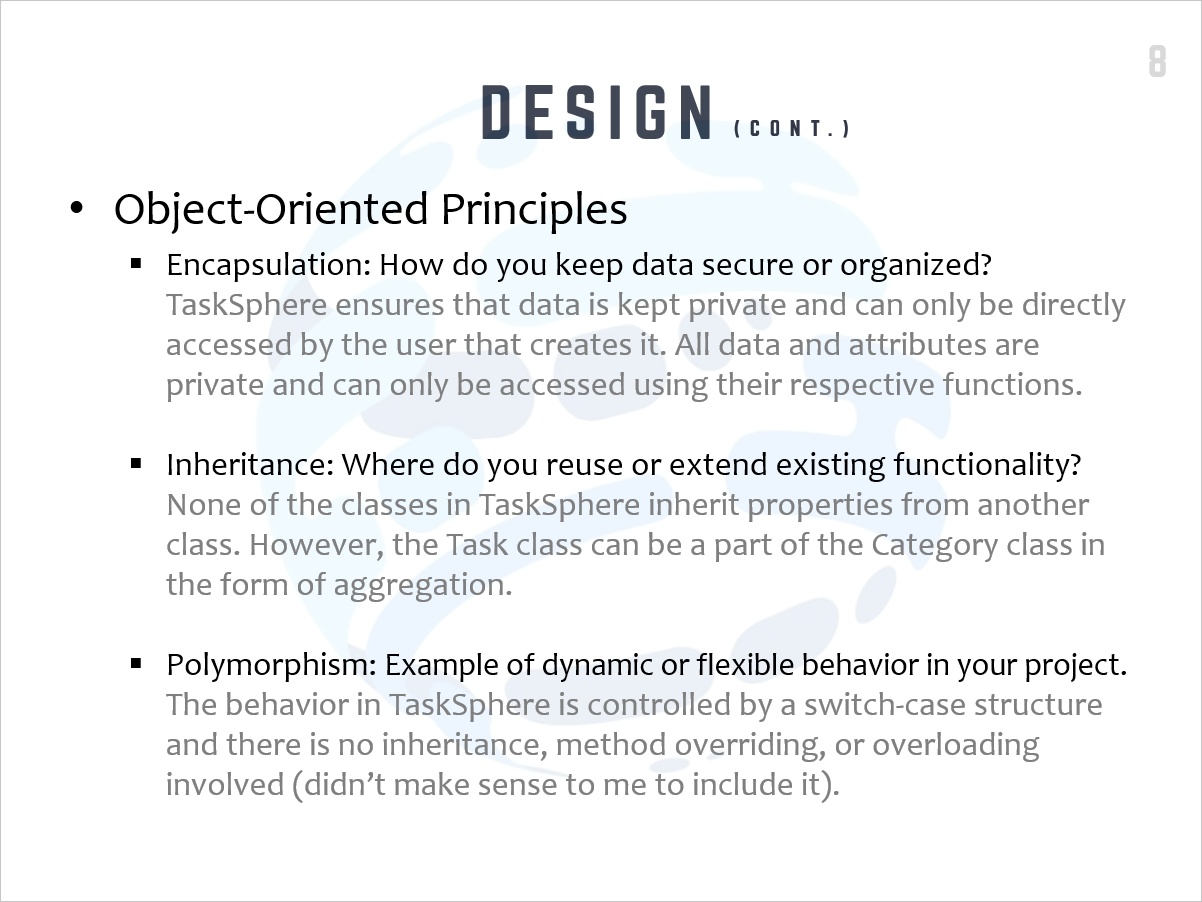 8
DESIGN (CONT.)
• Object-Oriented Principles
▪ Encapsulation: How do you keep data secure or organized?
TaskSphere ensures that data is kept private and can only be directly
accessed by the user that creates it. All data and attributes are
private and can only be accessed using their respective functions.
▪ Inheritance: Where do you reuse or extend existing functionality?
None of the classes in TaskSphere inherit properties from another
class. However, the Task class can be a part of the Category class in
the form of aggregation.
▪ Polymorphism: Example of dynamic or flexible behavior in your project.
The behavior in TaskSphere is controlled by a switch-case structure
and there is no inheritance, method overriding, or overloading
involved (didn’t make sense to me to include it).